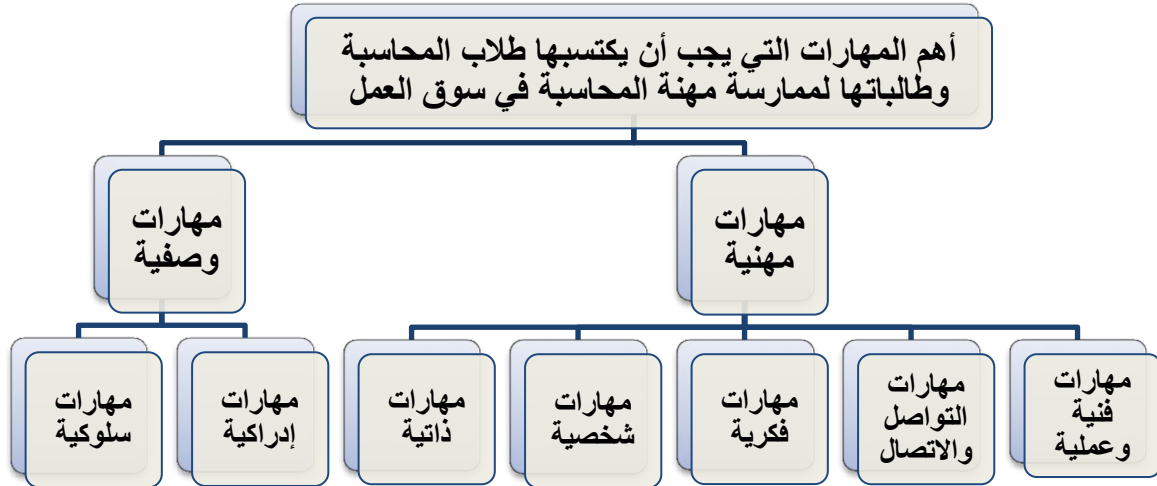 أهم المهارات التي يجب أن يكتسبها طلاب المحاسبة
وطالباتها لممارسة مهنة المحاسبة في سوق العمل
مهارات
مهنية
مهارات
وصفية
مهارات
فنية
وعملية
مهارات
التواصل
والاتصال
مهارات
فكرية
مهارات
شخصية
مهارات
ذاتية
مهارات
إدراكية
مهارات
سلوكية